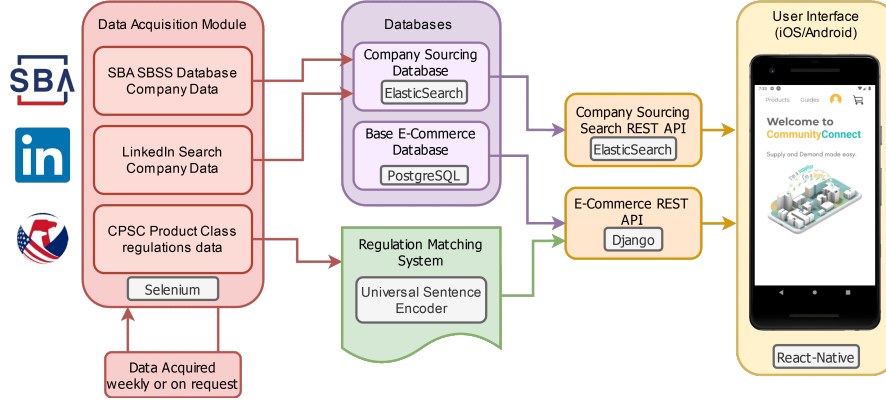 Data Acquisition Module
SBA
SBA SBSS Database
Company Data
in
LinkedIn Search
Company Data
CPSC Product Class
regulations data
Selenium
Data Acquired
weekly or on request
Databases
Company Sourcing
Database
ElasticSearch
Base E-Commerce
Database
PostgreSQL
Regulation Matching
System
Universal Sentence
Encoder
Company Sourcing
Search REST API
ElasticSearch
E-Commerce REST
API
Django
User Interface
(iOS/Android)
Products Guides
Welcome to
CommunityConnect
Supply and Demand made easy.
React-Native